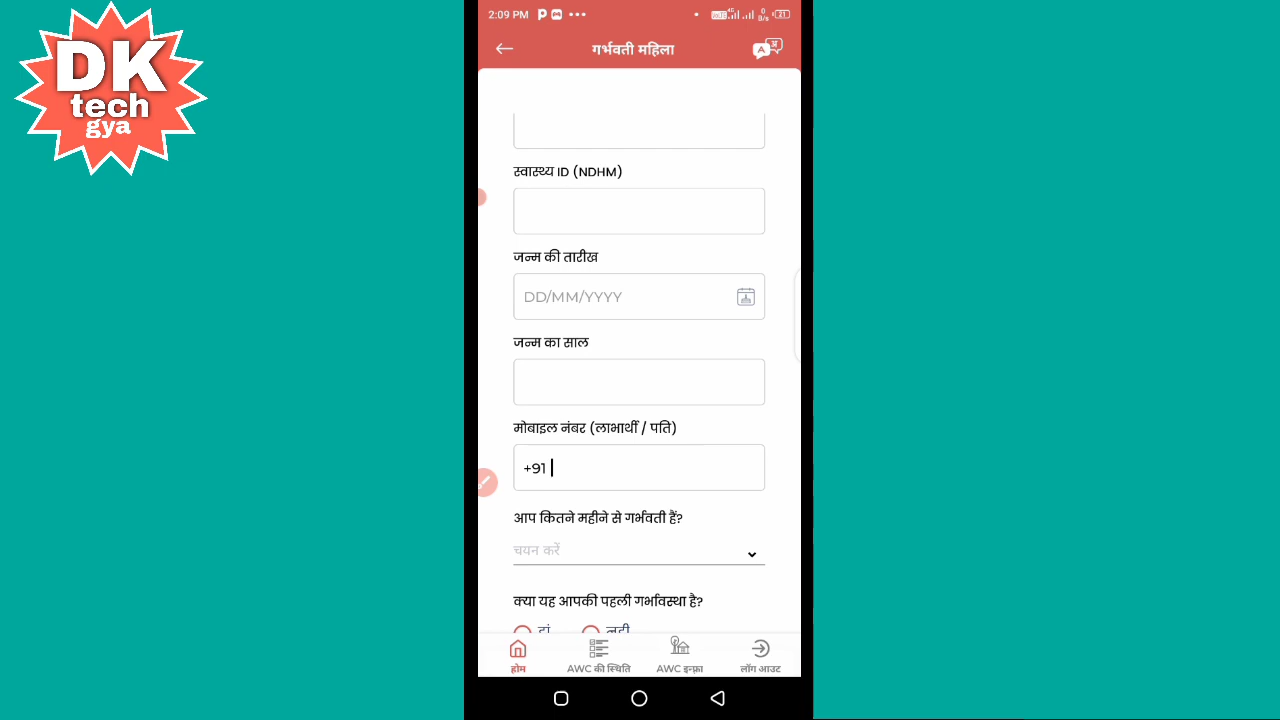 DK
tech
gya
2:09 PM
गर्भवती महिला
स्वास्थ्य ID (NDHM)
जन्म की तारीख
DD/MM/YYYY
जन्म का साल
मोबाइल नंबर (लाभार्थी / पति)
+91
आप कितने महीने से गर्भवती हैं?
चयन करें
क्या यह आपकी पहली गर्भावस्था है?
हां नहीं
होम AWC की स्थिति AWC इन्फ्रा लॉग आउट